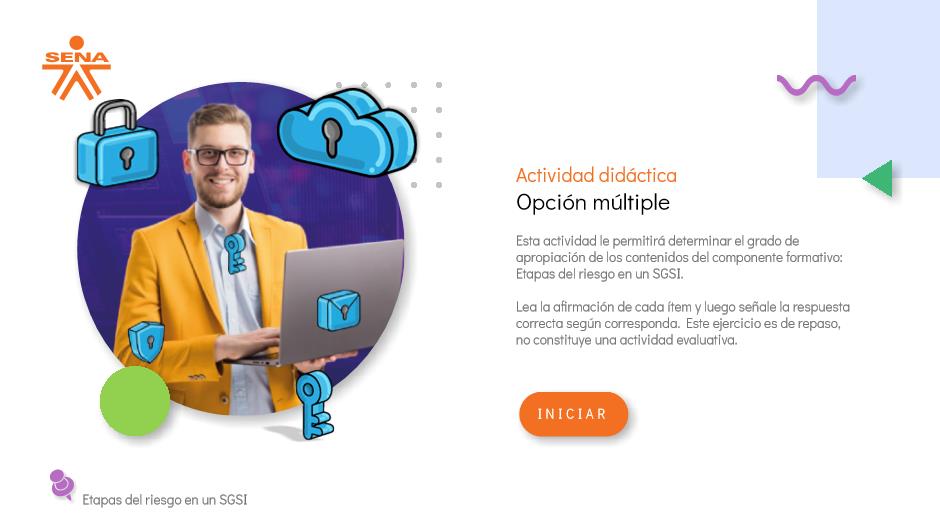 SENA
Actividad didáctica
Opción múltiple
Esta actividad le permitirá determinar el grado de
apropiación de los contenidos del componente formativo:
Etapas del riesgo en un SGSI.
Lea la afirmación de cada ítem y luego señale la respuesta
correcta según corresponda. Este ejercicio es de repaso,
no constituye una actividad evaluativa.
INICIAR
Etapas del riesgo en un SGSI